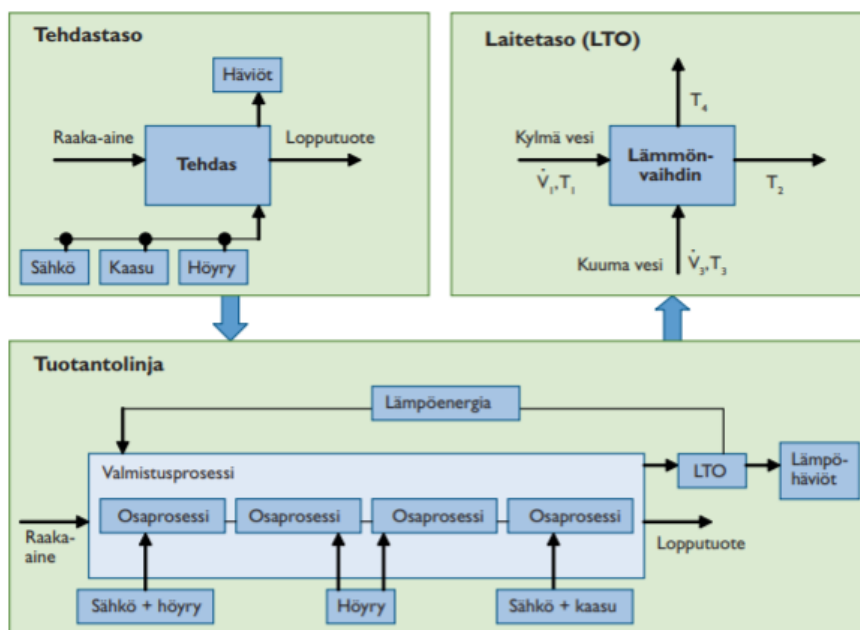 Tehdastaso
Häviöt
Raaka-aine
Lopputuote
Tehdas
Sähkö
Kaasu
Höyry
Laitetaso (LTO)
T4
Kylmä vesi
Lämmön-
vaihdin
V̇1,T1
T2
Kuuma vesi
V̇3,T3
Tuotantolinja
Lämpöenergia
Valmistusprosessi
LTO
Lämpö-
häviöt
Osaprosessi
Osaprosessi
Osaprosessi
Osaprosessi
Raaka-
aine
Lopputuote
Sähkö + höyry
Höyry
Sähkö + kaasu